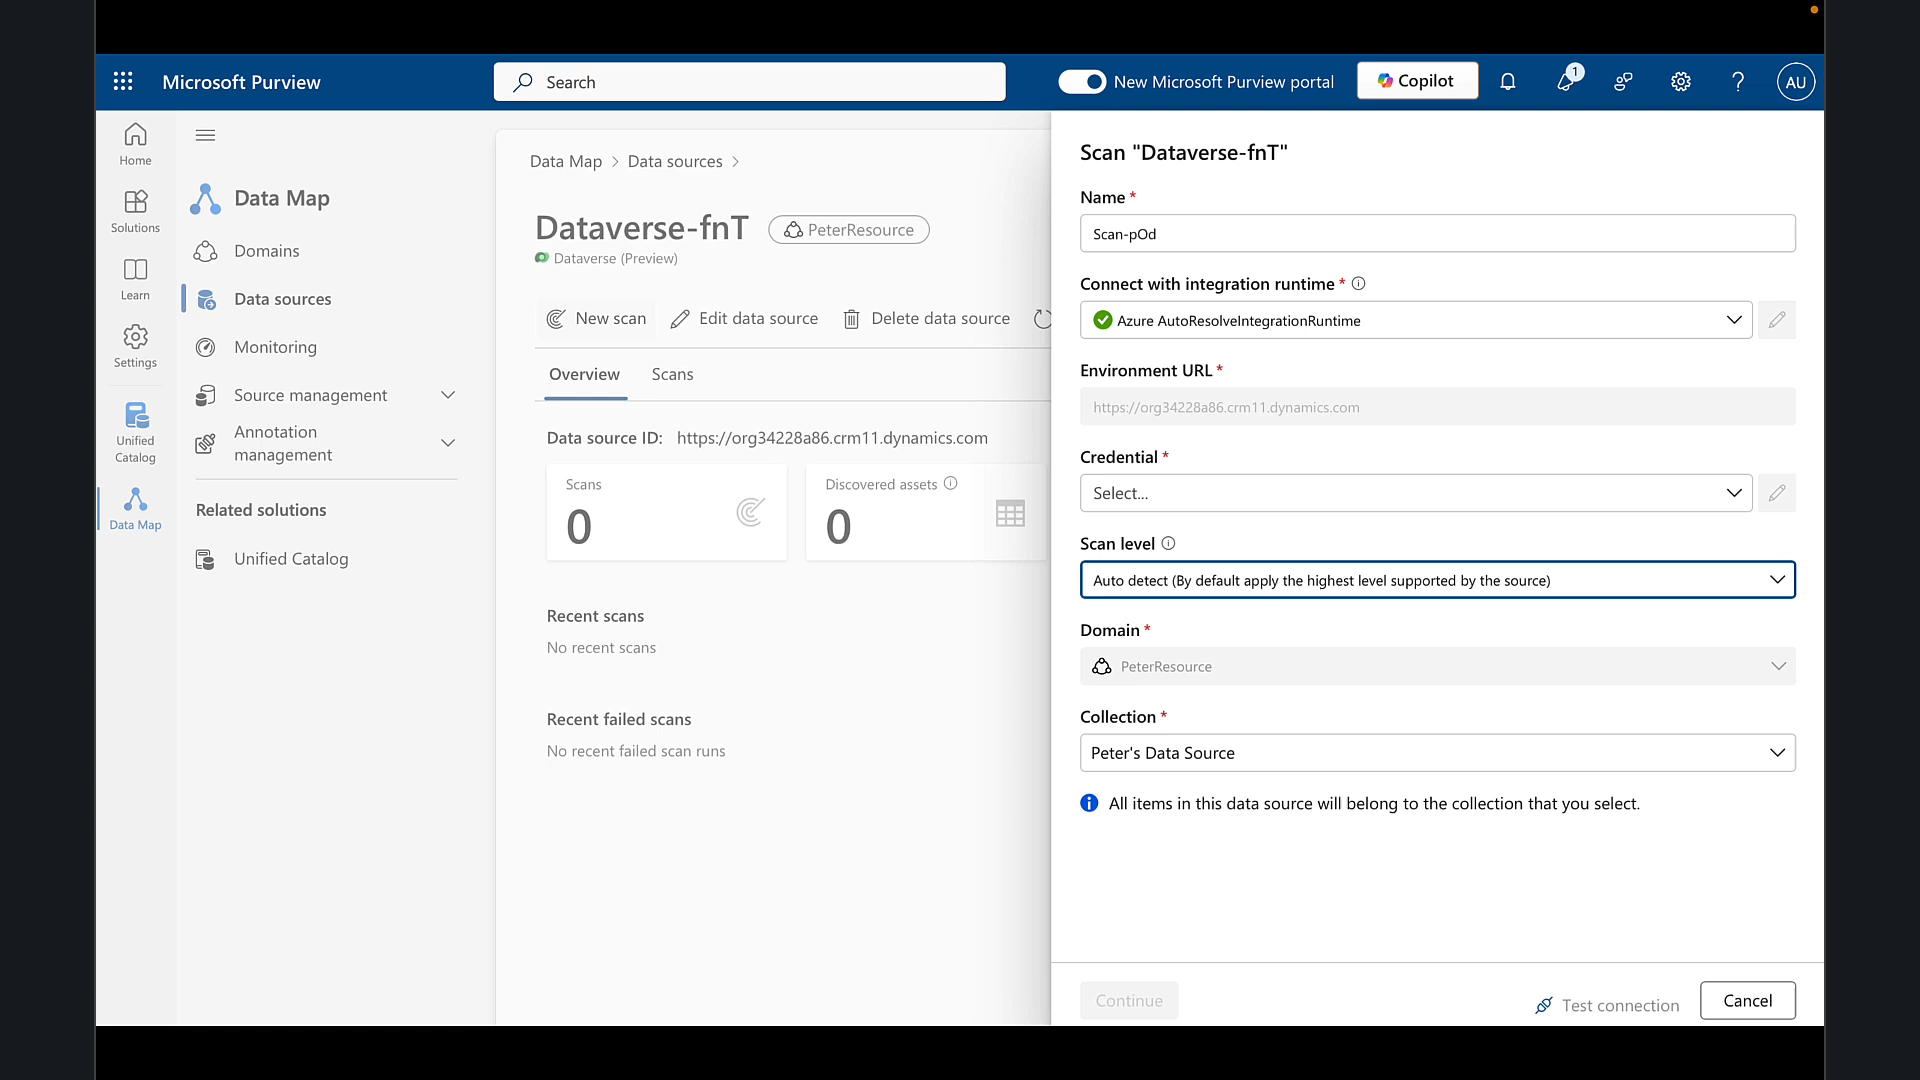 Microsoft Purview
Search
New Microsoft Purview portal
Copilot
1
?
AU
Home
Solutions
Learn
Settings
Unified
Catalog
Data Map
Data Map
Domains
Data sources
Monitoring
Source management
Annotation
management
Related solutions
Unified Catalog
Data Map > Data sources >
Dataverse-fnT
PeterResource
Dataverse (Preview)
New scan
Edit data source
Delete data source
Overview
Scans
Data source ID: https://org34228a86.crm11.dynamics.com
Scans
0
Discovered assets
0
Recent scans
No recent scans
Recent failed scans
No recent failed scan runs
Scan "Dataverse-fnT"
Name *
Scan-pOd
Connect with integration runtime *
Azure AutoResolveIntegrationRuntime
Environment URL *
https://org34228a86.crm11.dynamics.com
Credential *
Select...
Scan level
Auto detect (By default apply the highest level supported by the source)
Domain *
PeterResource
Collection *
Peter's Data Source
All items in this data source will belong to the collection that you select.
Continue
Test connection
Cancel